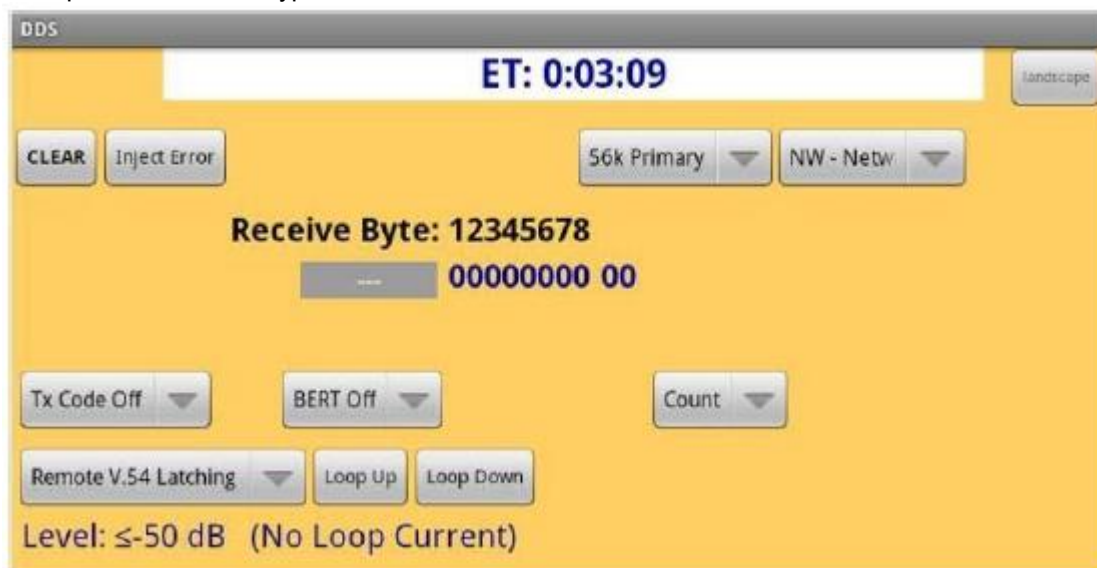 DDS
ET: 0:03:09
landscape
CLEAR Inject Error 56k Primary NW - Netw
Receive Byte: 12345678
--- 00000000 00
Tx Code Off BERT Off Count
Remote V.54 Latching Loop Up Loop Down
Level: ≤-50 dB (No Loop Current)